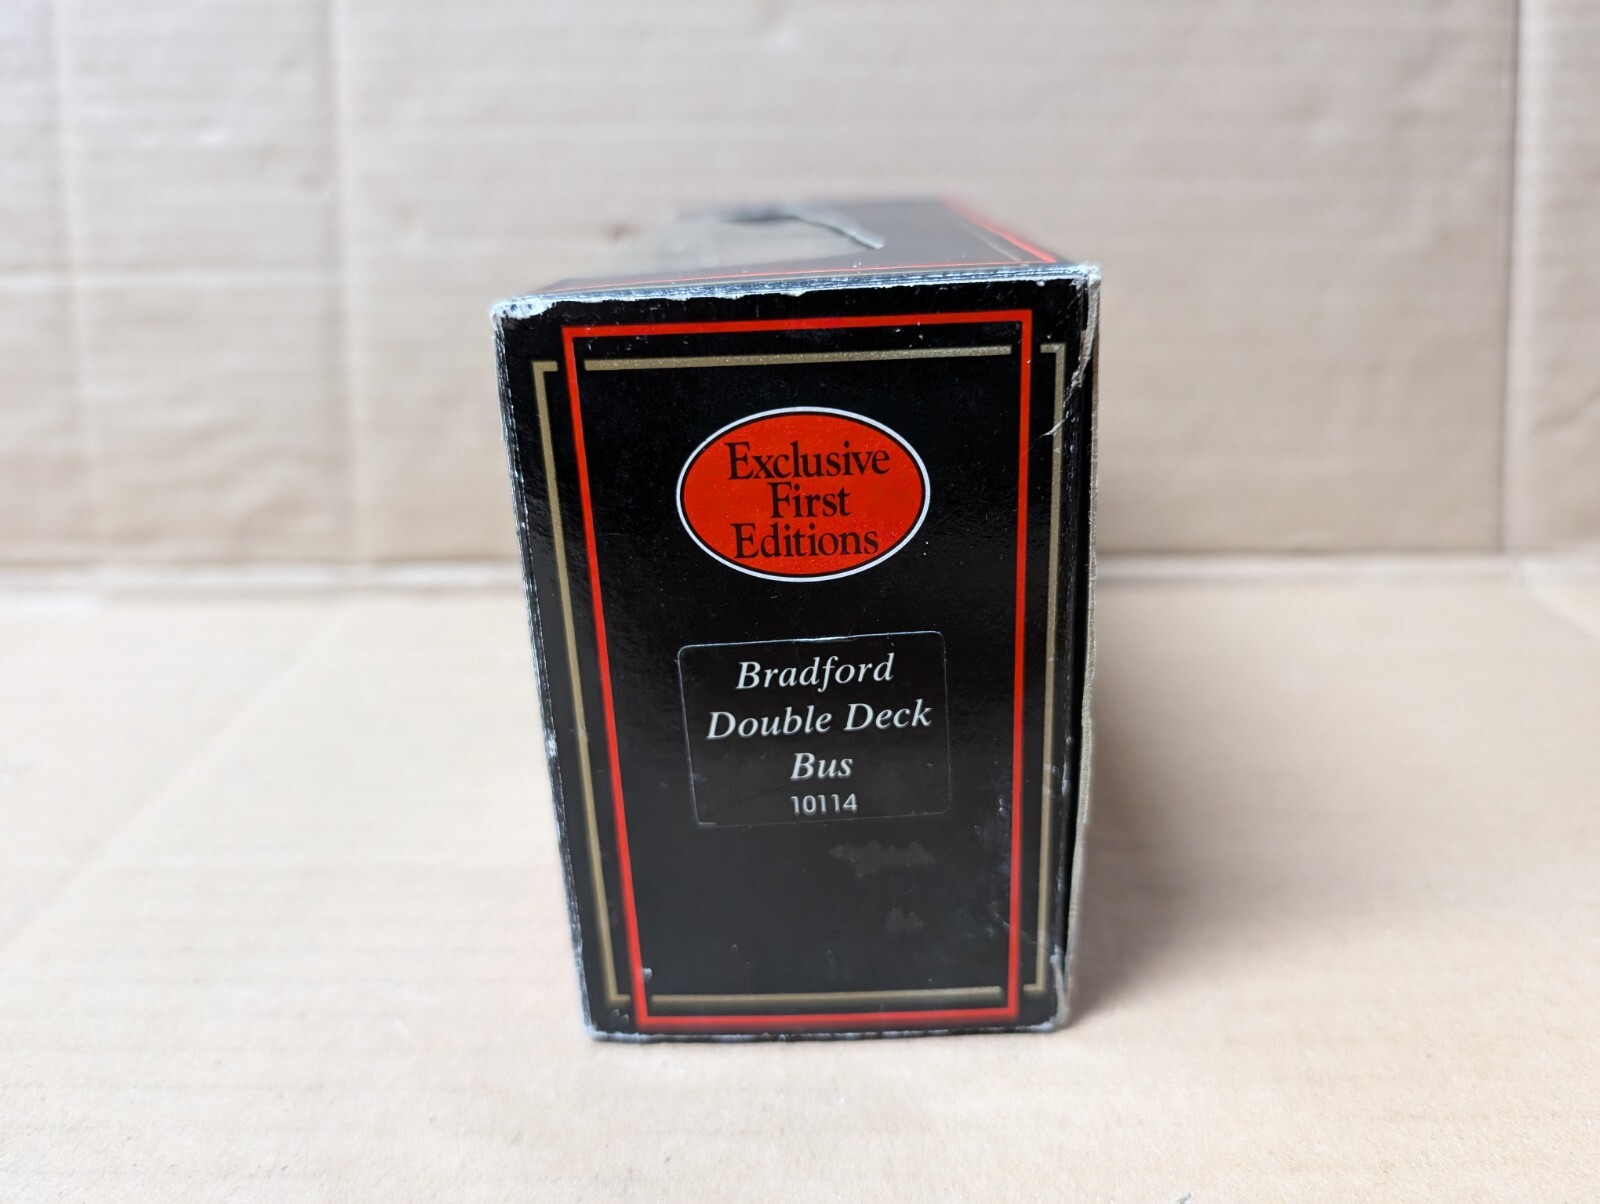 Exclusive
First
Editions
Bradford
Double Deck
Bus
10114